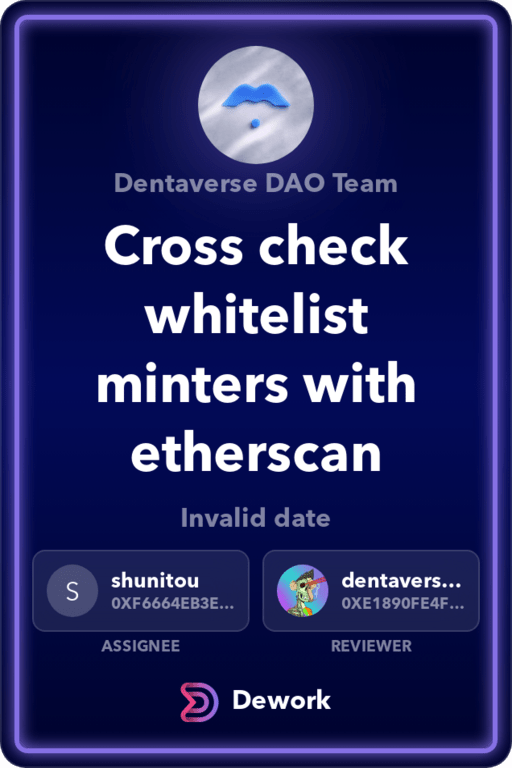 Dentaverse DAO Team
Cross check
whitelist
minters with
etherscan
Invalid date
S
shunitou
0XF6664EB3E...
ASSIGNEE
dentavers...
0XE1890FE4F...
REVIEWER
Dework